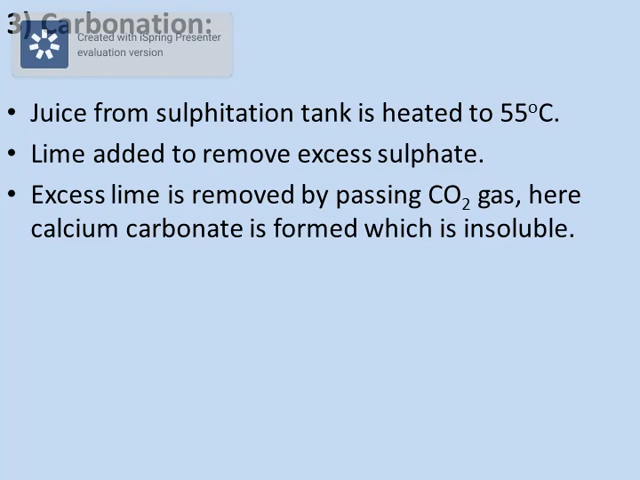 3) Carbonation:
Created with iSpring Presenter
evaluation version
• Juice from sulphitation tank is heated to 55ᵒC.
• Lime added to remove excess sulphate.
• Excess lime is removed by passing CO₂ gas, here
calcium carbonate is formed which is insoluble.